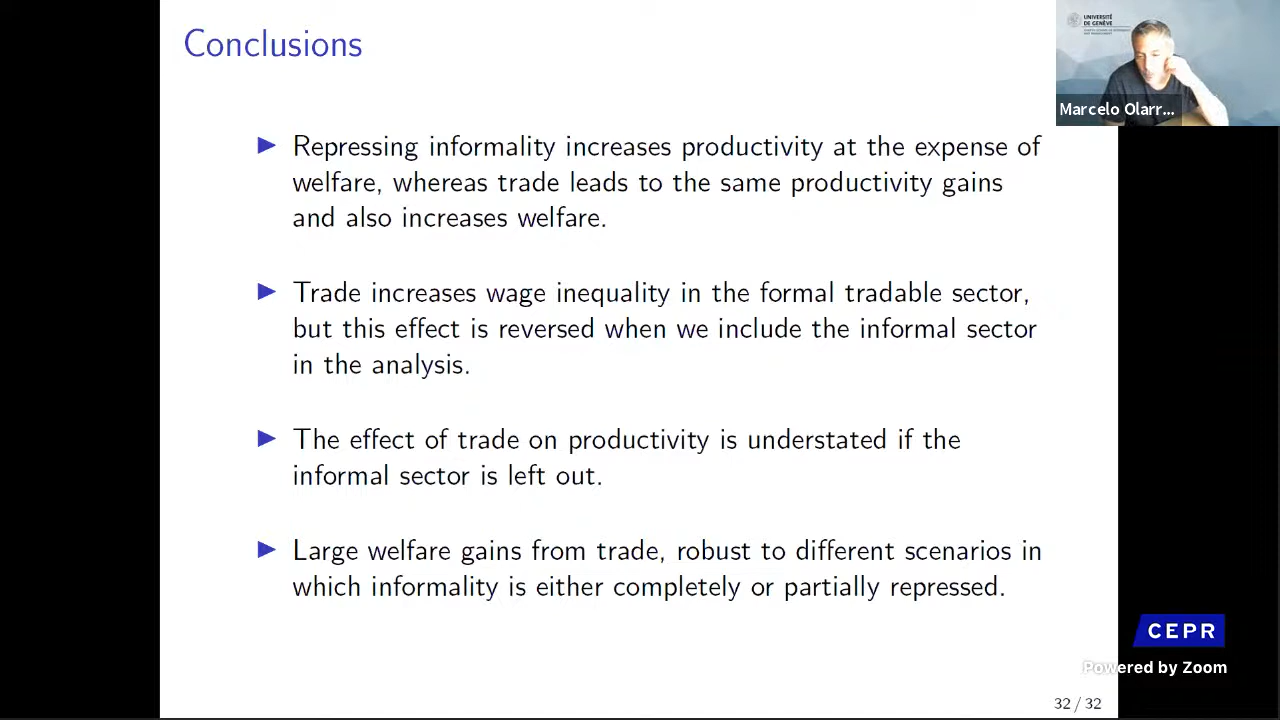 Conclusions
UNIVERSITÉ
DE GENÈVE
Marcelo Olarr...
Repressing informality increases productivity at the expense of
welfare, whereas trade leads to the same productivity gains
and also increases welfare.
Trade increases wage inequality in the formal tradable sector,
but this effect is reversed when we include the informal sector
in the analysis.
The effect of trade on productivity is understated if the
informal sector is left out.
Large welfare gains from trade, robust to different scenarios in
which informality is either completely or partially repressed.
CEPR
Powered by Zoom
32 / 32